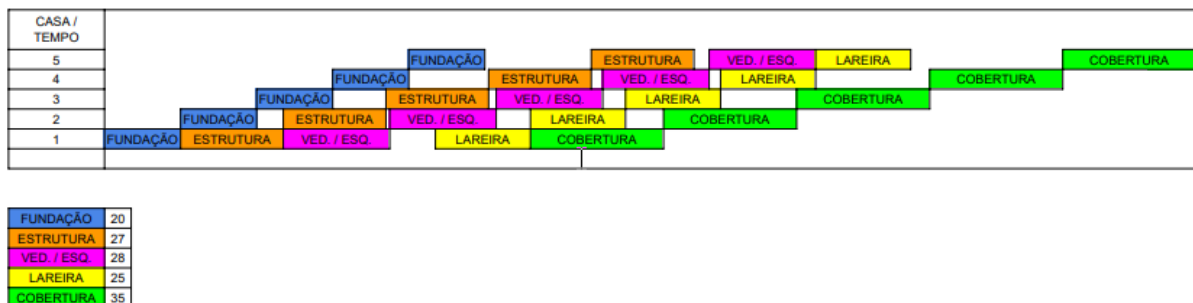 CASA /
TEMPO
5 FUNDAÇÃO ESTRUTURA VED. / ESQ. LAREIRA COBERTURA
4 FUNDAÇÃO ESTRUTURA VED. / ESQ. LAREIRA COBERTURA
3 FUNDAÇÃO ESTRUTURA VED. / ESQ. LAREIRA COBERTURA
2 FUNDAÇÃO ESTRUTURA VED. / ESQ. LAREIRA COBERTURA
1 FUNDAÇÃO ESTRUTURA VED. / ESQ. LAREIRA COBERTURA
FUNDAÇÃO 20
ESTRUTURA 27
VED. / ESQ. 28
LAREIRA 25
COBERTURA 35